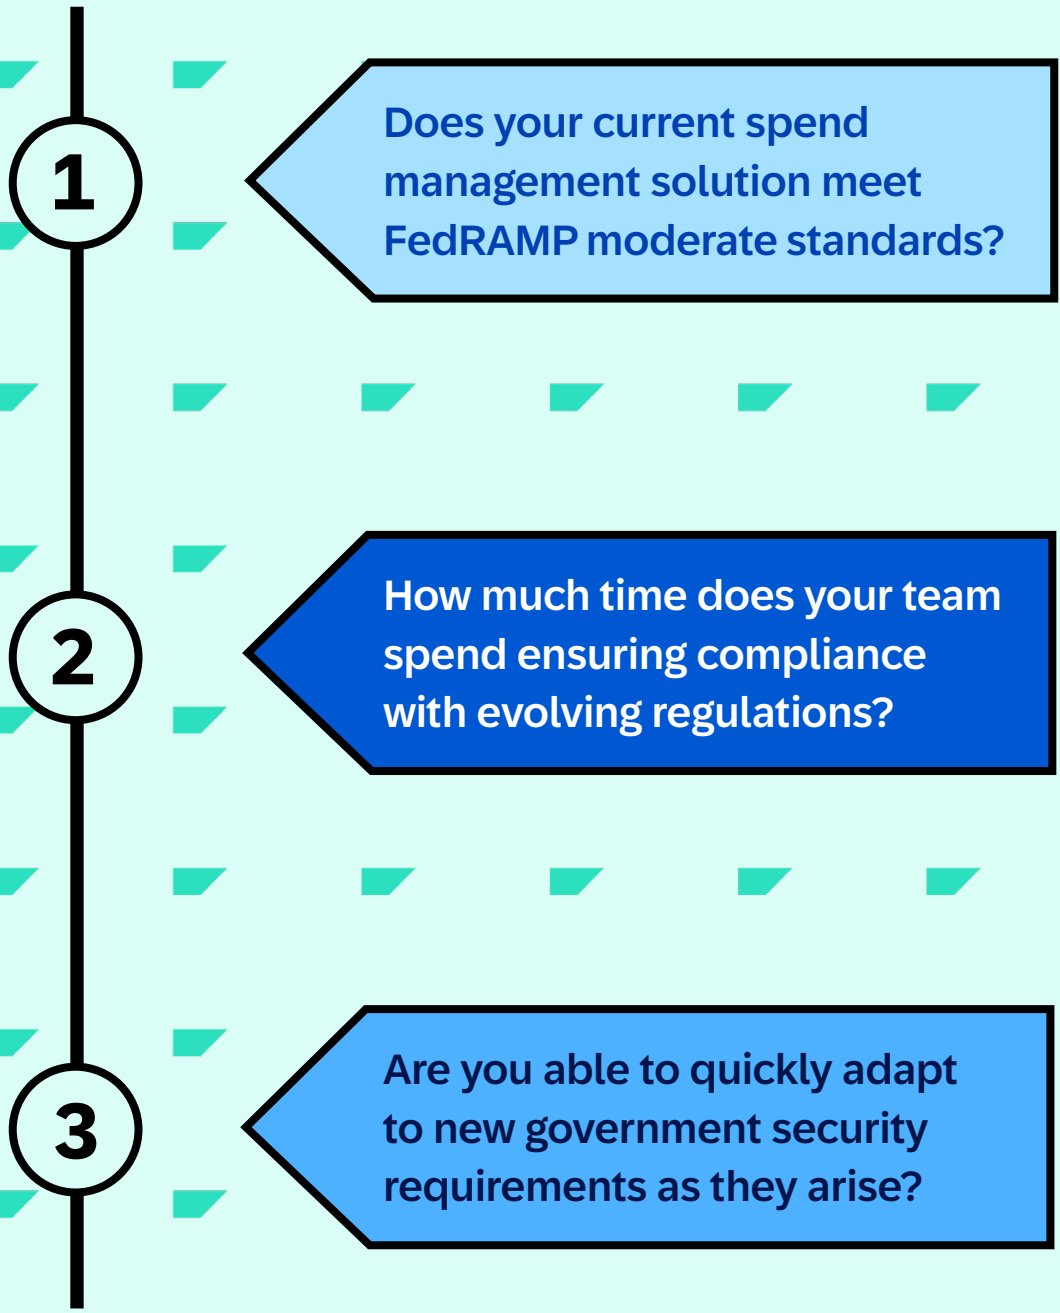 1
Does your current spend
management solution meet
FedRAMP moderate standards?
2
How much time does your team
spend ensuring compliance
with evolving regulations?
3
Are you able to quickly adapt
to new government security
requirements as they arise?